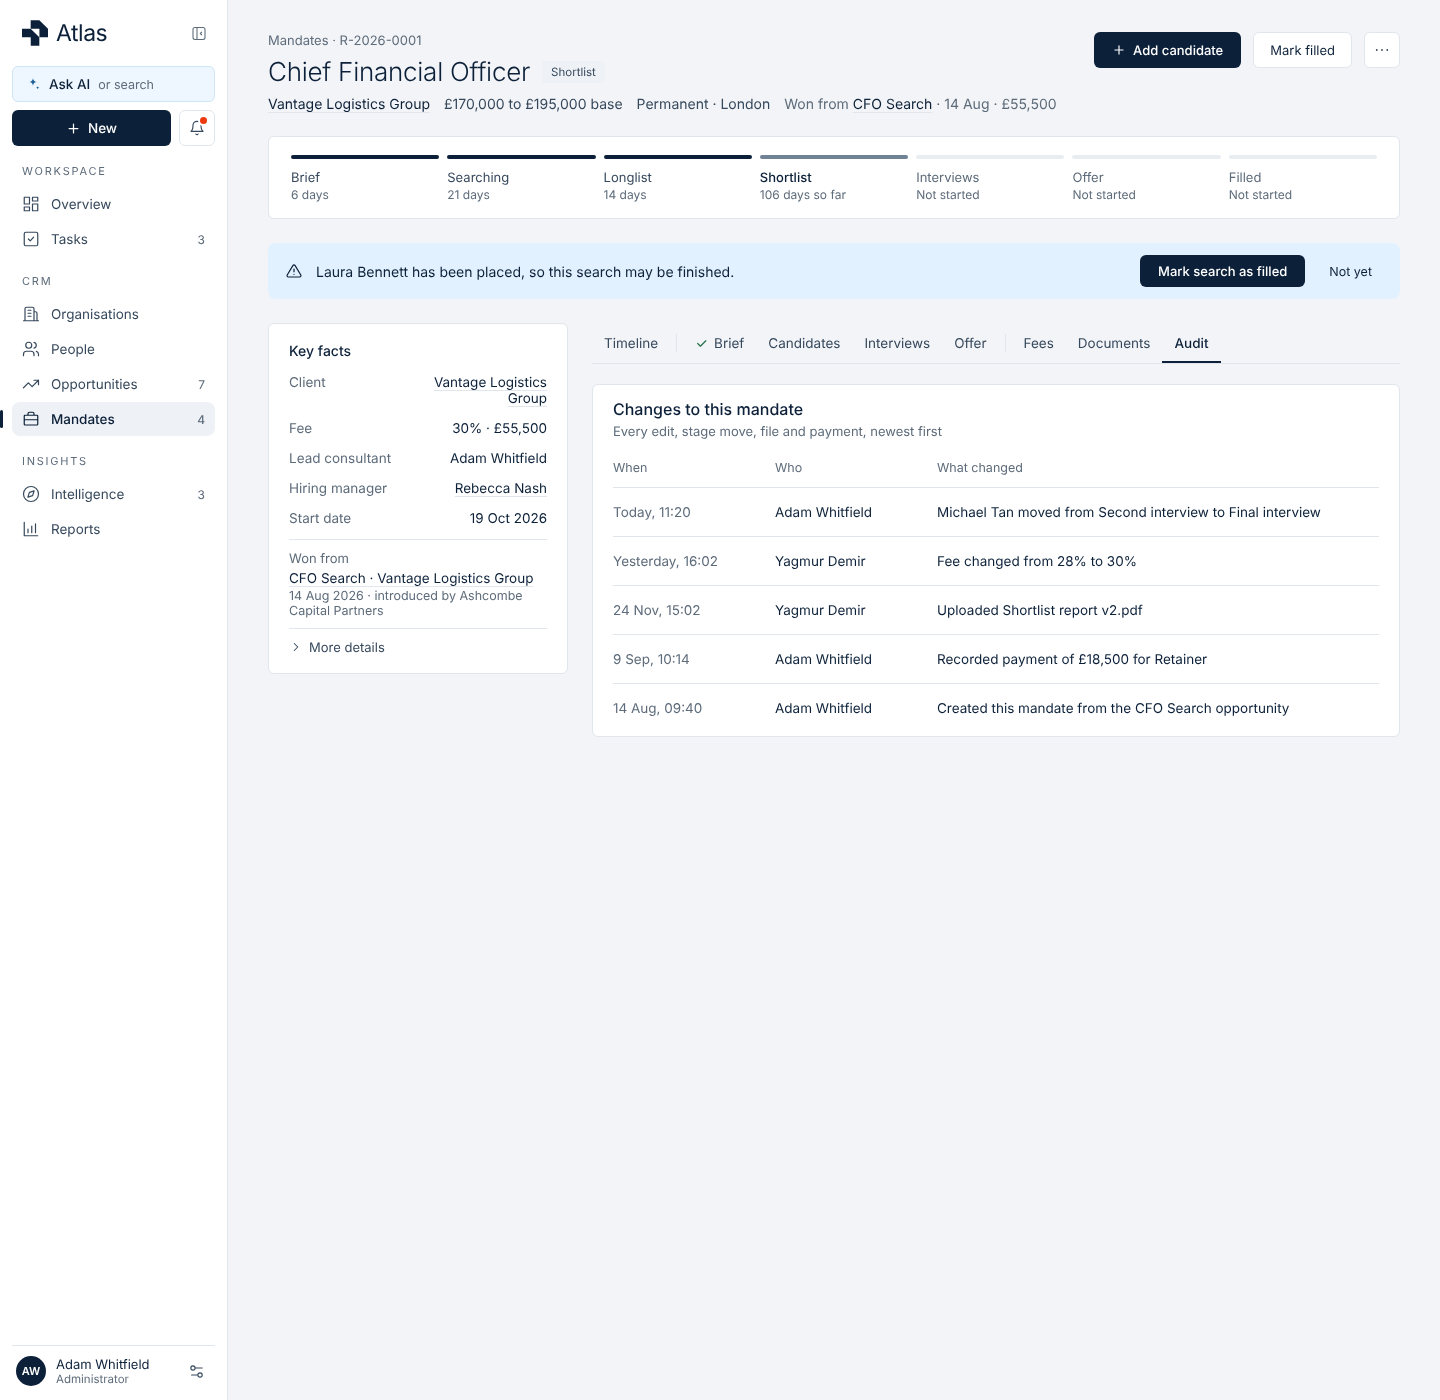 Atlas
Ask AI or search
New
WORKSPACE
Overview
Tasks 3
CRM
Organisations
People
Opportunities 7
Mandates 4
INSIGHTS
Intelligence 3
Reports
AW
Adam Whitfield
Administrator
Mandates · R-2026-0001
Chief Financial Officer Shortlist
Vantage Logistics Group £170,000 to £195,000 base Permanent · London Won from CFO Search · 14 Aug · £55,500
Add candidate
Mark filled
Brief
6 days
Searching
21 days
Longlist
14 days
Shortlist
106 days so far
Interviews
Not started
Offer
Not started
Filled
Not started
Laura Bennett has been placed, so this search may be finished.
Mark search as filled
Not yet
Key facts
Client Vantage Logistics
Group
Fee 30% · £55,500
Lead consultant Adam Whitfield
Hiring manager Rebecca Nash
Start date 19 Oct 2026
Won from
CFO Search · Vantage Logistics Group
14 Aug 2026 · introduced by Ashcombe
Capital Partners
More details
Timeline Brief Candidates Interviews Offer Fees Documents Audit
Changes to this mandate
Every edit, stage move, file and payment, newest first
When Who What changed
Today, 11:20 Adam Whitfield Michael Tan moved from Second interview to Final interview
Yesterday, 16:02 Yagmur Demir Fee changed from 28% to 30%
24 Nov, 15:02 Yagmur Demir Uploaded Shortlist report v2.pdf
9 Sep, 10:14 Adam Whitfield Recorded payment of £18,500 for Retainer
14 Aug, 09:40 Adam Whitfield Created this mandate from the CFO Search opportunity